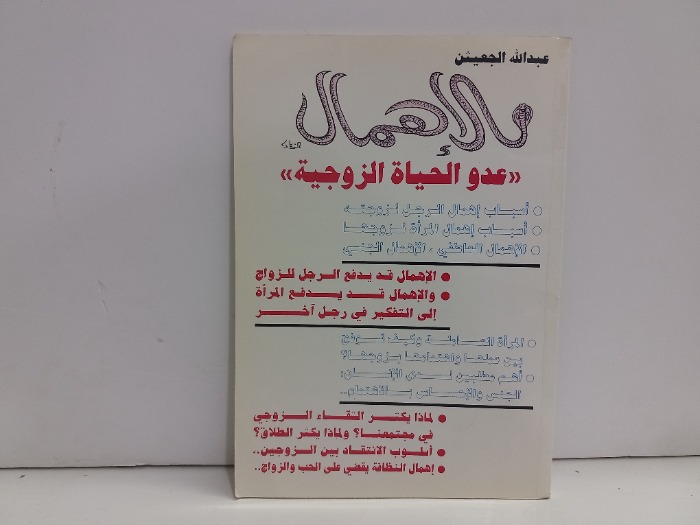 عبدالله الجعيثن
الإهمال
«عدو الحياة الزوجية»
○ أسباب إهمال الرجل لزوجته
○ أسباب إهمال المرأة لزوجها
○ الإهمال العاطفي ، الإهمال الجنسي
● الإهمال قد يدفع الرجل للزواج
● والإهمال قد يدفع المرأة
إلى التفكير في رجل آخر
○ المرأة العاملة وكيف توفق
بين عملها واهتمامها بزوجها؟
○ أهم مطلبين لدى الإنسان:
الجنس والإحساس بالاهتمام..
● لماذا يكثر الشقاء الزوجي
في مجتمعنا؟ ولماذا يكثر الطلاق؟
● أسلوب الانتقاد بين الزوجين..
● إهمال النظافة يقضي على الحب والزواج..